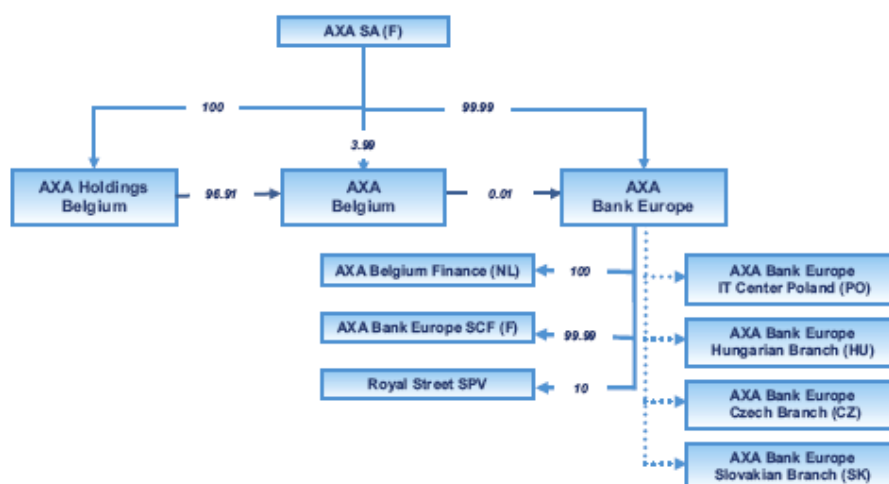 AXA SA (F)
100
99.99
3.99
AXA Holdings
Belgium
96.91
AXA
Belgium
0.01
AXA
Bank Europe
AXA Belgium Finance (NL)
100
AXA Bank Europe
IT Center Poland (PO)
AXA Bank Europe SCF (F)
99.99
AXA Bank Europe
Hungarian Branch (HU)
Royal Street SPV
10
AXA Bank Europe
Czech Branch (CZ)
AXA Bank Europe
Slovakian Branch (SK)